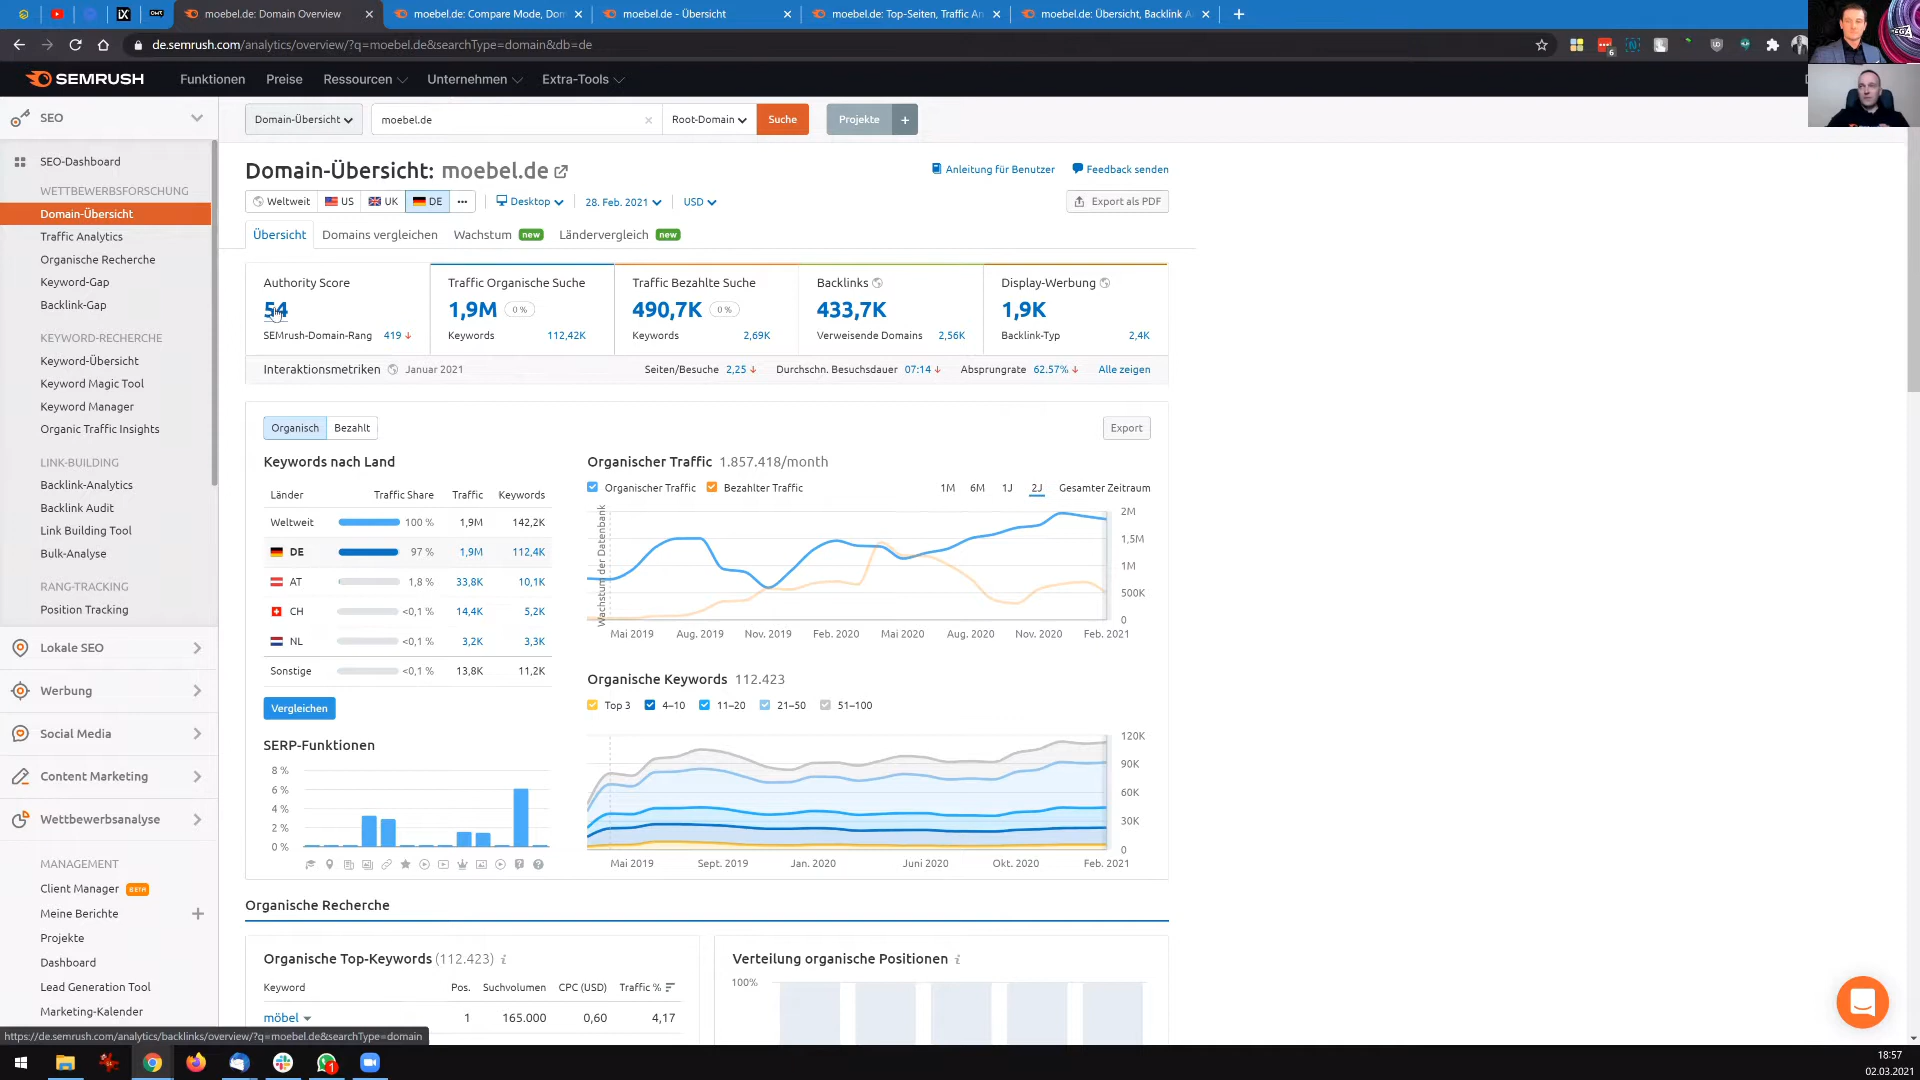 moebel.de: Domain Overview
moebel.de: Compare Mode, Dom
moebel.de - Übersicht
moebel.de: Top-Seiten, Traffic An
moebel.de: Übersicht, Backlink A
de.semrush.com/analytics/overview/?q=moebel.de&searchType=domain&db=de
SEMRUSH
Funktionen
Preise
Ressourcen
Unternehmen
Extra-Tools
SEO
Domain-Übersicht
moebel.de
Root-Domain
Suche
Projekte
+
SEO-Dashboard
WETTBEWERBSFORSCHUNG
Domain-Übersicht
Traffic Analytics
Organische Recherche
Keyword-Gap
Backlink-Gap
KEYWORD-RECHERCHE
Keyword-Übersicht
Keyword Magic Tool
Keyword Manager
Organic Traffic Insights
LINK-BUILDING
Backlink-Analytics
Backlink Audit
Link Building Tool
Bulk-Analyse
RANG-TRACKING
Position Tracking
Lokale SEO
Werbung
Social Media
Content Marketing
Wettbewerbsanalyse
MANAGEMENT
Client Manager BETA
Meine Berichte +
Projekte
Dashboard
Lead Generation Tool
Marketing-Kalender
Domain-Übersicht: moebel.de
Anleitung für Benutzer
Feedback senden
Weltweit US UK DE ••• Desktop 28. Feb. 2021 USD
Export als PDF
Übersicht Domains vergleichen Wachstum new Ländervergleich new
Authority Score
54
SEMrush-Domain-Rang 419 ↓
Traffic Organische Suche
1,9M 0 %
Keywords 112,42K
Traffic Bezahlte Suche
490,7K 0 %
Keywords 2,69K
Backlinks
433,7K
Verweisende Domains 2,56K
Display-Werbung
1,9K
Backlink-Typ 2,4K
Interaktionsmetriken Januar 2021 Seiten/Besuche 2,25 ↓ Durchschn. Besuchsdauer 07:14 ↓ Absprungrate 62.57% ↓ Alle zeigen
Organisch Bezahlt
Export
Keywords nach Land
Länder Traffic Share Traffic Keywords
Weltweit 100 % 1,9M 142,2K
DE 97 % 1,9M 112,4K
AT 1,8 % 33,8K 10,1K
CH <0,1 % 14,4K 5,2K
NL <0,1 % 3,2K 3,3K
Sonstige <0,1 % 13,8K 11,2K
Vergleichen
Organischer Traffic 1.857.418/month
Organischer Traffic Bezahlter Traffic
1M 6M 1J 2J Gesamter Zeitraum
Wachstum der Datenbank
2M
1,5M
1M
500K
0
Mai 2019 Aug. 2019 Nov. 2019 Feb. 2020 Mai 2020 Aug. 2020 Nov. 2020 Feb. 2021
SERP-Funktionen
8 %
6 %
4 %
2 %
0 %
Organische Keywords 112.423
Top 3 4–10 11–20 21–50 51–100
120K
90K
60K
30K
0
Mai 2019 Sept. 2019 Jan. 2020 Juni 2020 Okt. 2020 Feb. 2021
Organische Recherche
Organische Top-Keywords (112.423) i
Keyword Pos. Suchvolumen CPC (USD) Traffic %
möbel 1 165.000 0,60 4,17
Verteilung organische Positionen i
100%
https://de.semrush.com/analytics/backlinks/overview/?q=moebel.de&searchType=domain
18:57
02.03.2021